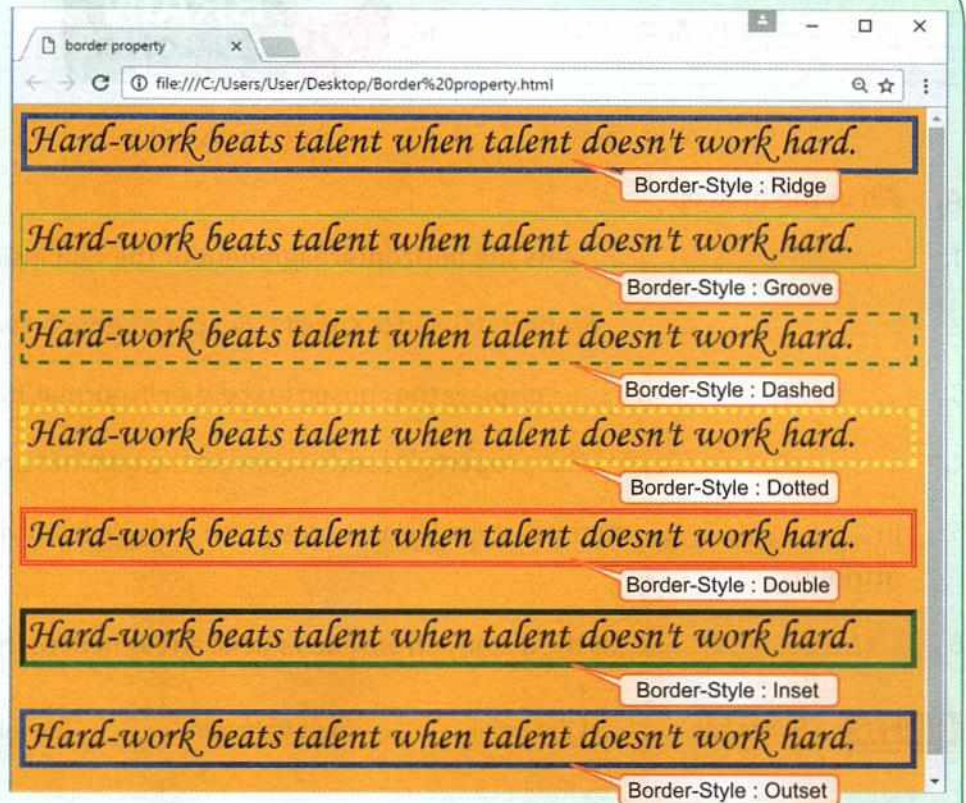 border property
file:///C:/Users/User/Desktop/Border%20property.html
Hard-work beats talent when talent doesn't work hard.
Border-Style : Ridge
Hard-work beats talent when talent doesn't work hard.
Border-Style : Groove
Hard-work beats talent when talent doesn't work hard.
Border-Style : Dashed
Hard-work beats talent when talent doesn't work hard.
Border-Style : Dotted
Hard-work beats talent when talent doesn't work hard.
Border-Style : Double
Hard-work beats talent when talent doesn't work hard.
Border-Style : Inset
Hard-work beats talent when talent doesn't work hard.
Border-Style : Outset